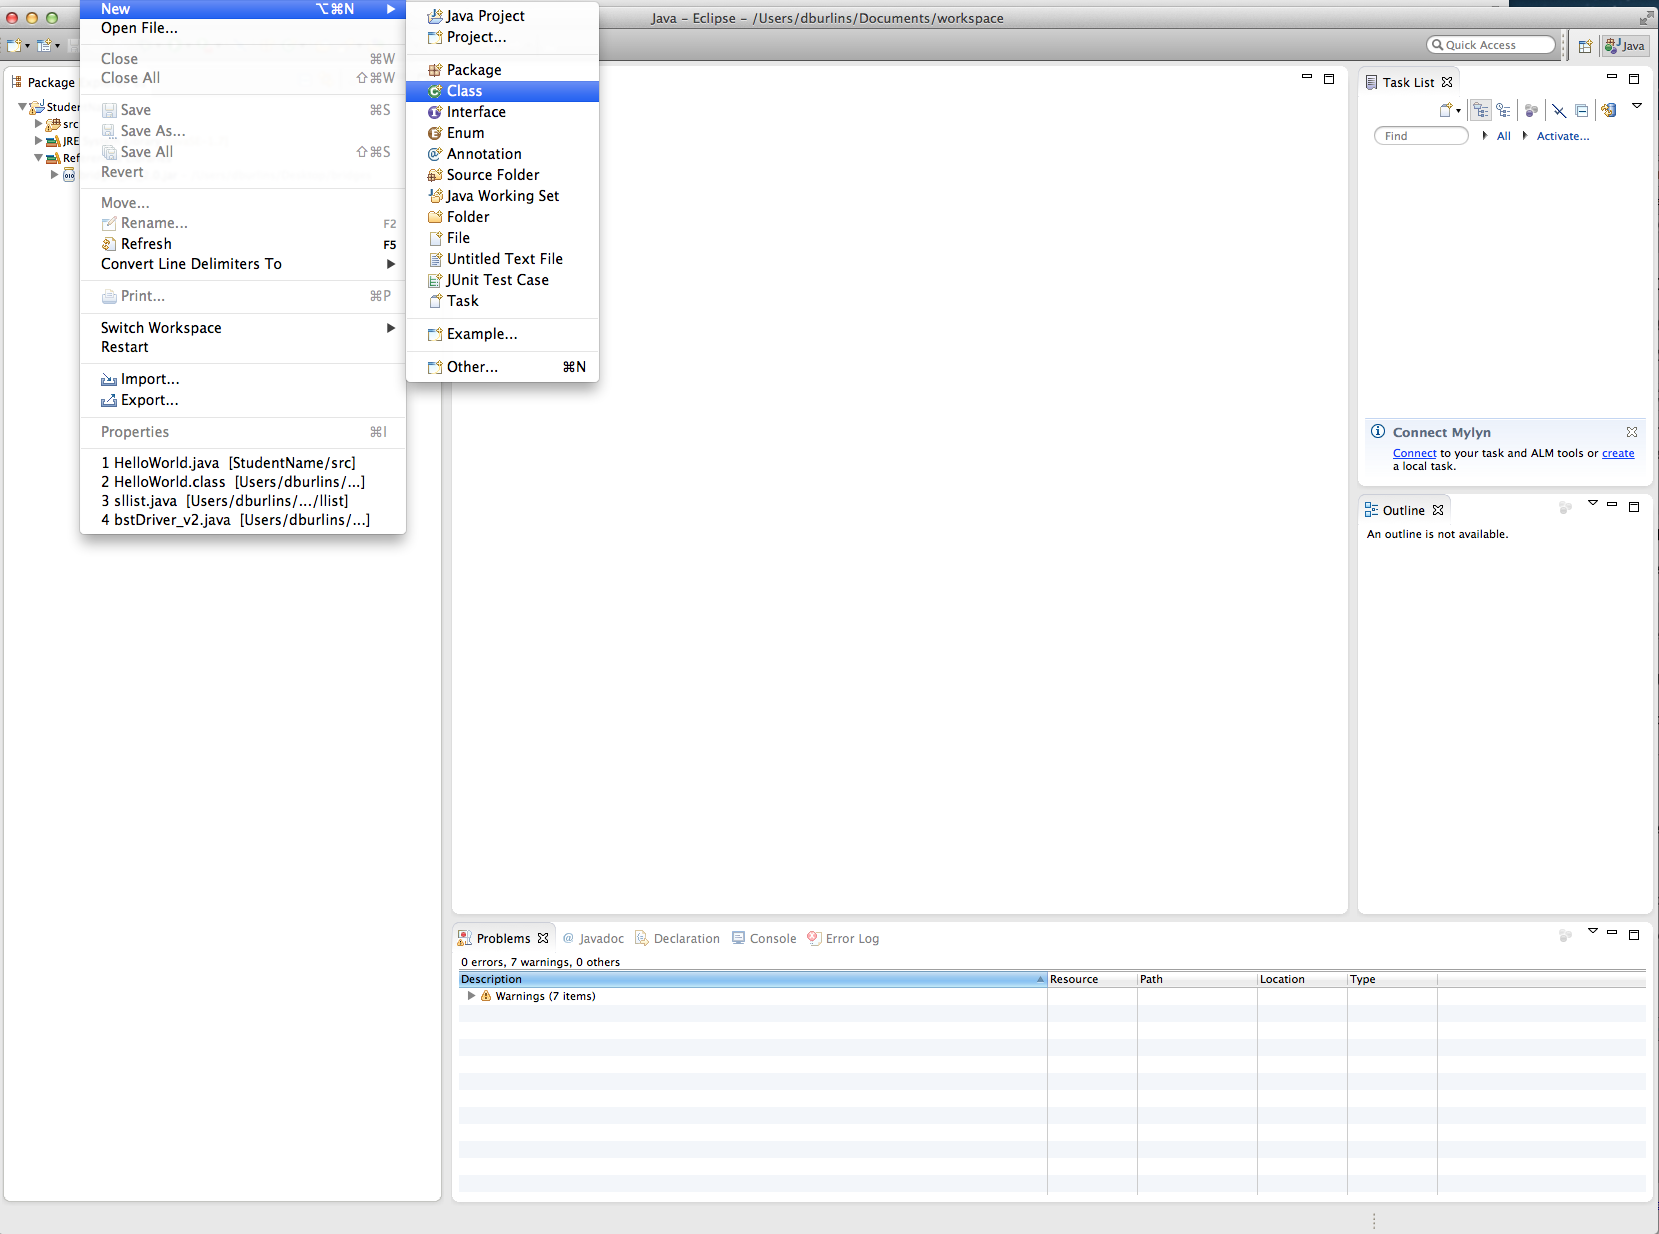 Java – Eclipse – /Users/dburlins/Documents/workspace
Quick Access
Java
New ⌥⌘N
Open File...
Close ⌘W
Close All ⇧⌘W
Save ⌘S
Save As...
Save All ⇧⌘S
Revert
Move...
Rename... F2
Refresh F5
Convert Line Delimiters To
Print... ⌘P
Switch Workspace
Restart
Import...
Export...
Properties ⌘I
1 HelloWorld.java [StudentName/src]
2 HelloWorld.class [Users/dburlins/...]
3 sllist.java [Users/dburlins/.../llist]
4 bstDriver_v2.java [Users/dburlins/...]
Java Project
Project...
Package
Class
Interface
Enum
Annotation
Source Folder
Java Working Set
Folder
File
Untitled Text File
JUnit Test Case
Task
Example...
Other... ⌘N
Package
Studen
src
JRE
Ref
Task List
Find
All
Activate...
Connect Mylyn
Connect to your task and ALM tools or create
a local task.
Outline
An outline is not available.
Problems
@ Javadoc
Declaration
Console
Error Log
0 errors, 7 warnings, 0 others
Description Resource Path Location Type
Warnings (7 items)